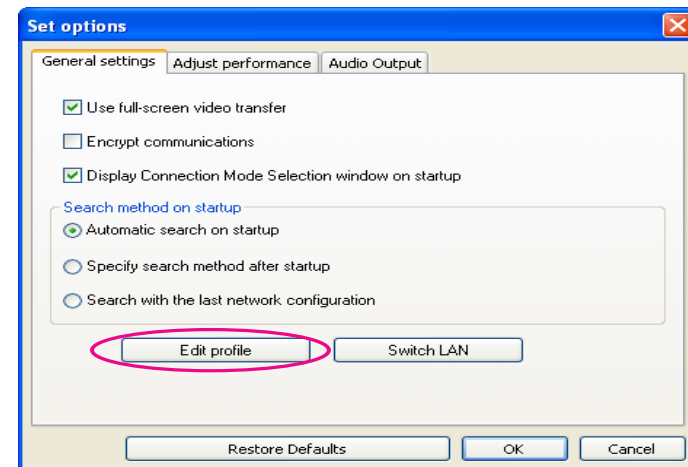 Set options
General settings Adjust performance Audio Output
Use full-screen video transfer
Encrypt communications
Display Connection Mode Selection window on startup
Search method on startup
Automatic search on startup
Specify search method after startup
Search with the last network configuration
Edit profile Switch LAN
Restore Defaults OK Cancel